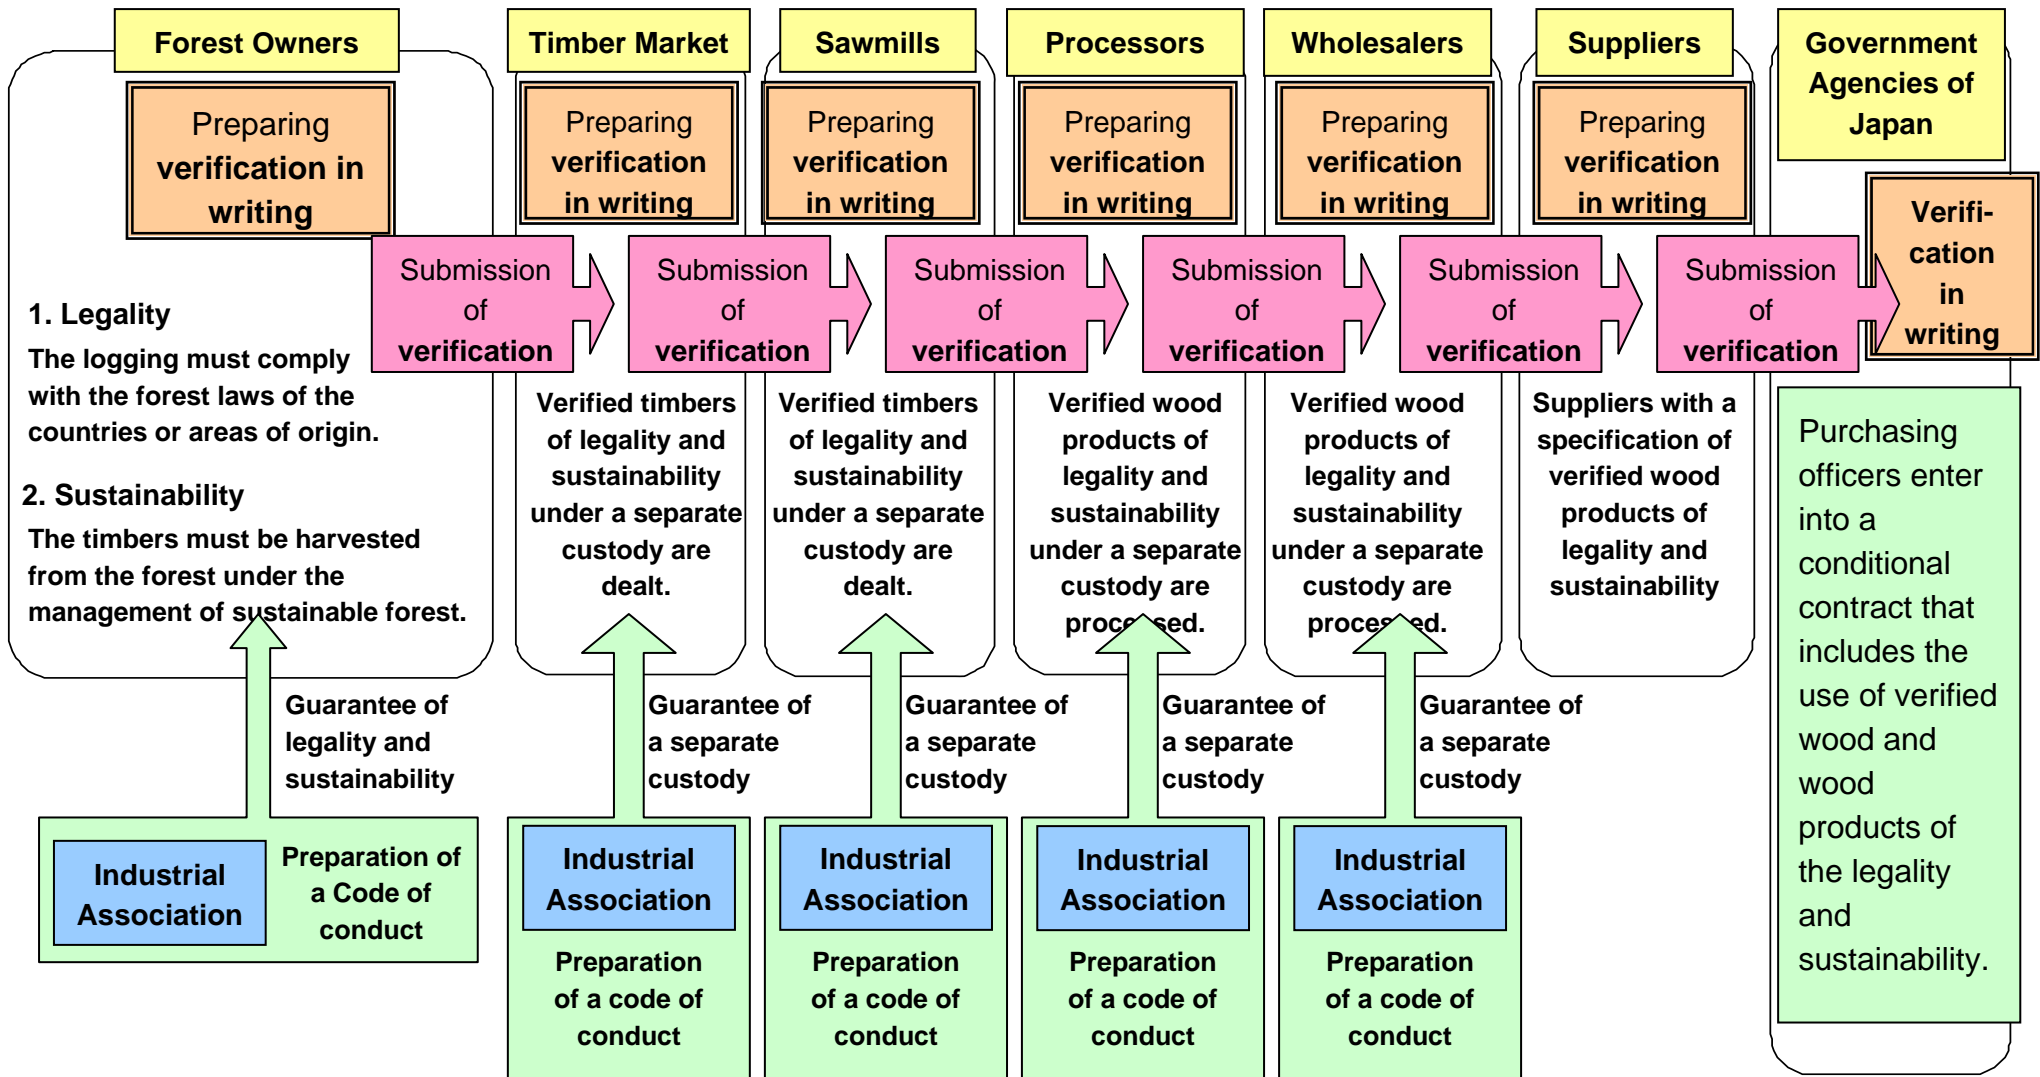 Forest Owners
Preparing
verification in
writing
1. Legality
The logging must comply
with the forest laws of the
countries or areas of origin.
2. Sustainability
The timbers must be harvested
from the forest under the
management of sustainable forest.
Submission
of
verification
Guarantee of
legality and
sustainability
Industrial
Association
Preparation of
a Code of
conduct
Timber Market
Preparing
verification
in writing
Submission
of
verification
Verified timbers
of legality and
sustainability
under a separate
custody are
dealt.
Guarantee of
a separate
custody
Industrial
Association
Preparation
of a code of
conduct
Sawmills
Preparing
verification
in writing
Submission
of
verification
Verified timbers
of legality and
sustainability
under a separate
custody are
dealt.
Guarantee of
a separate
custody
Industrial
Association
Preparation
of a code of
conduct
Processors
Preparing
verification
in writing
Submission
of
verification
Verified wood
products of
legality and
sustainability
under a separate
custody are
processed.
Guarantee of
a separate
custody
Industrial
Association
Preparation
of a code of
conduct
Wholesalers
Preparing
verification
in writing
Submission
of
verification
Verified wood
products of
legality and
sustainability
under a separate
custody are
processed.
Guarantee of
a separate
custody
Industrial
Association
Preparation
of a code of
conduct
Suppliers
Preparing
verification
in writing
Submission
of
verification
Suppliers with a
specification of
verified wood
products of
legality and
sustainability
Government
Agencies of
Japan
Verifi-
cation
in
writing
Purchasing
officers enter
into a
conditional
contract that
includes the
use of verified
wood and
wood
products of
the legality
and
sustainability.